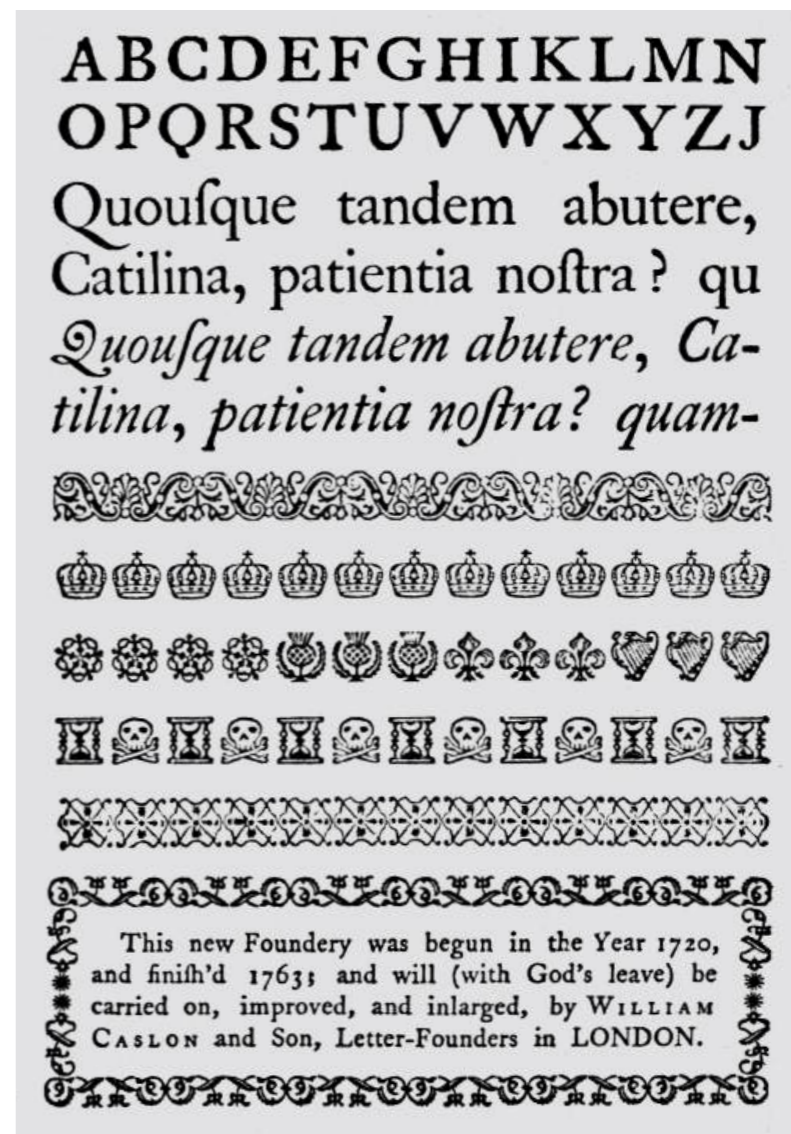 ABCDEFGHIKLMN
OPQRSTUVWXYZJ
Quouſque tandem abutere,
Catilina, patientia noſtra? qu
Quouſque tandem abutere, Ca-
tilina, patientia noſtra? quam-
This new Foundery was begun in the Year 1720,
and finiſh'd 1763; and will (with God's leave) be
carried on, improved, and inlarged, by WILLIAM
CASLON and Son, Letter-Founders in LONDON.